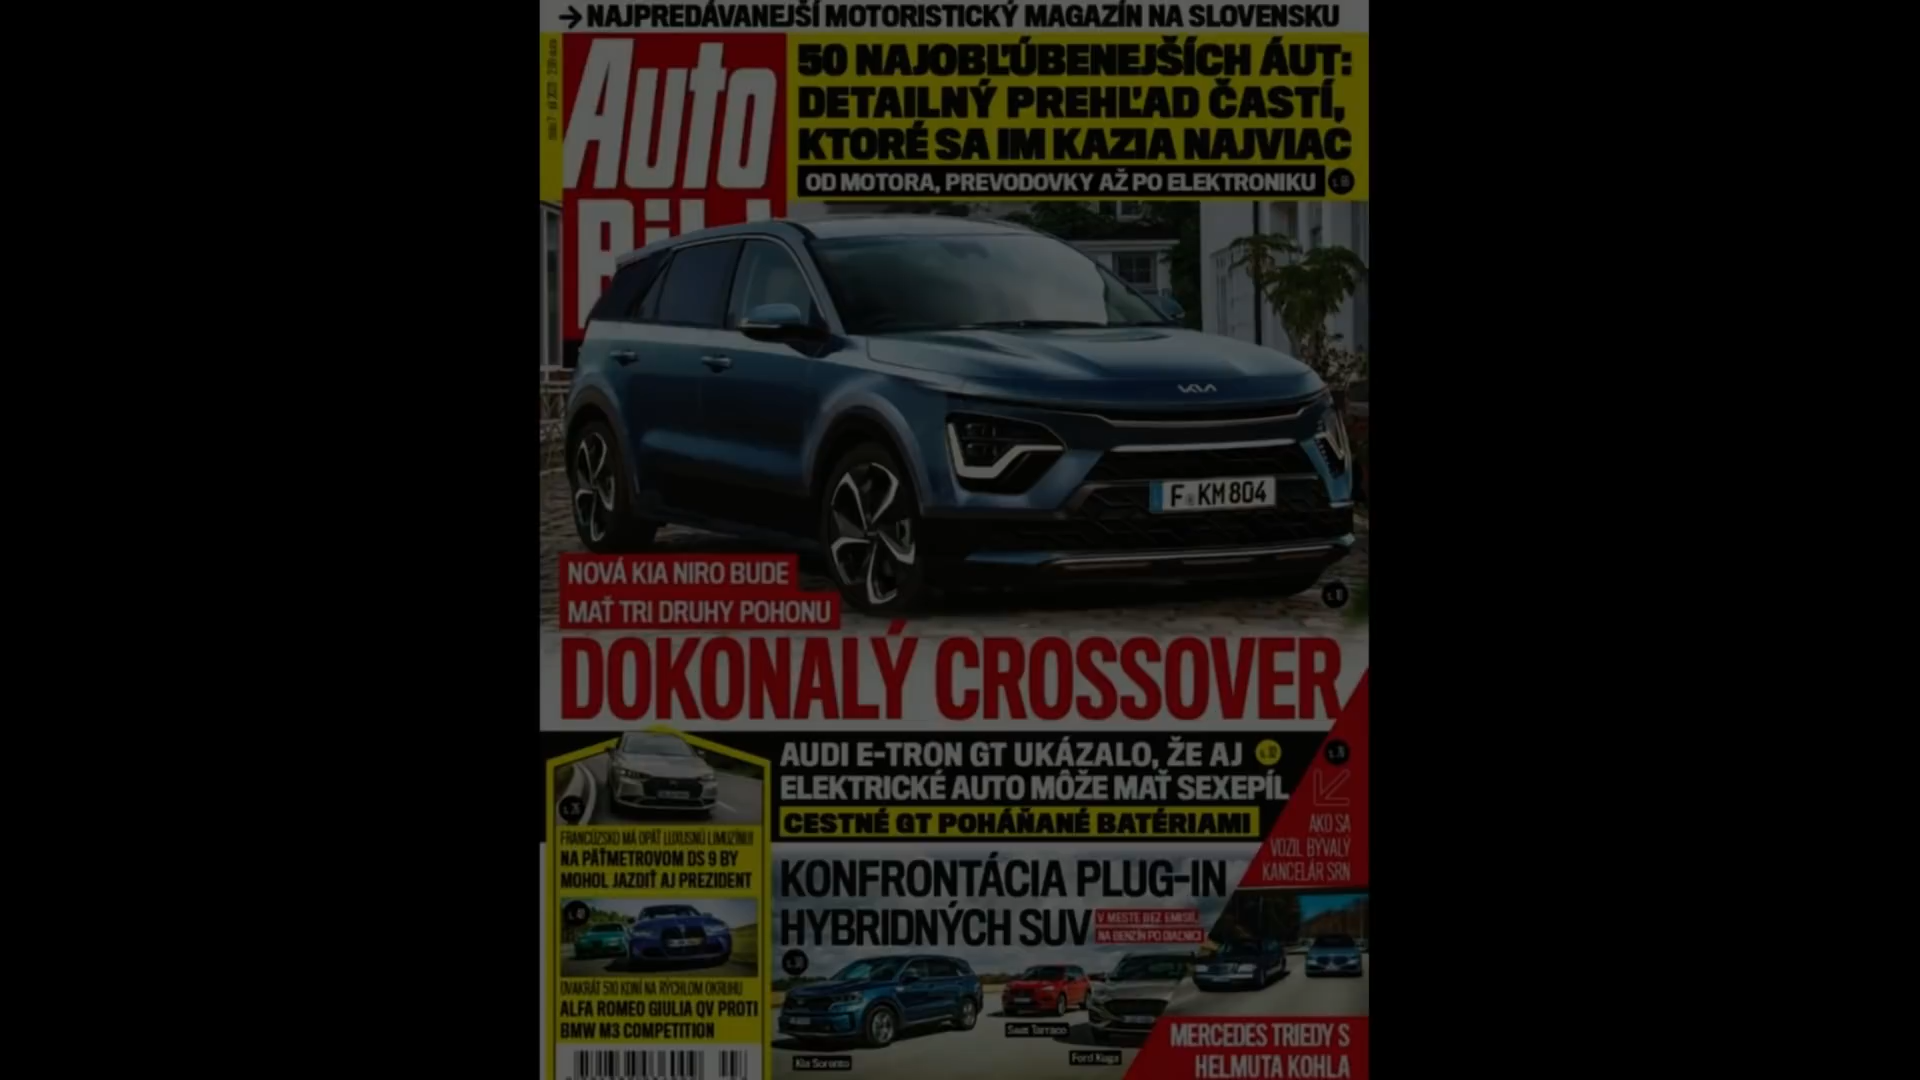 → NAJPREDÁVANEJŠÍ MOTORISTICKÝ MAGAZÍN NA SLOVENSKU
Auto
Bild
50 NAJOBĽÚBENEJŠÍCH ÁUT:
DETAILNÝ PREHĽAD ČASTÍ,
KTORÉ SA IM KAZIA NAJVIAC
OD MOTORA, PREVODOVKY AŽ PO ELEKTRONIKU
KIA
F KM 804
NOVÁ KIA NIRO BUDE
MAŤ TRI DRUHY POHONU
DOKONALÝ CROSSOVER
AUDI E-TRON GT UKÁZALO, ŽE AJ
ELEKTRICKÉ AUTO MÔŽE MAŤ SEXEPÍL
CESTNÉ GT POHÁŇANÉ BATÉRIAMI
AKO SA
VOZIL BÝVALÝ
KANCELÁR SRN
FRANCÚZSKO MÁ OPÄŤ LUXUSNÚ LIMUZÍNU!
NA PÄŤMETROVOM DS 9 BY
MOHOL JAZDIŤ AJ PREZIDENT
KONFRONTÁCIA PLUG-IN
HYBRIDNÝCH SUV
V MESTE BEZ EMISIÍ,
NA BENZÍN PO DIAĽNICI
DVAKRÁT 510 KONÍ NA RÝCHLOM OKRUHU
ALFA ROMEO GIULIA QV PROTI
BMW M3 COMPETITION
Kia Sorento
Seat Tarraco
Ford Kuga
MERCEDES TRIEDY S
HELMUTA KOHLA